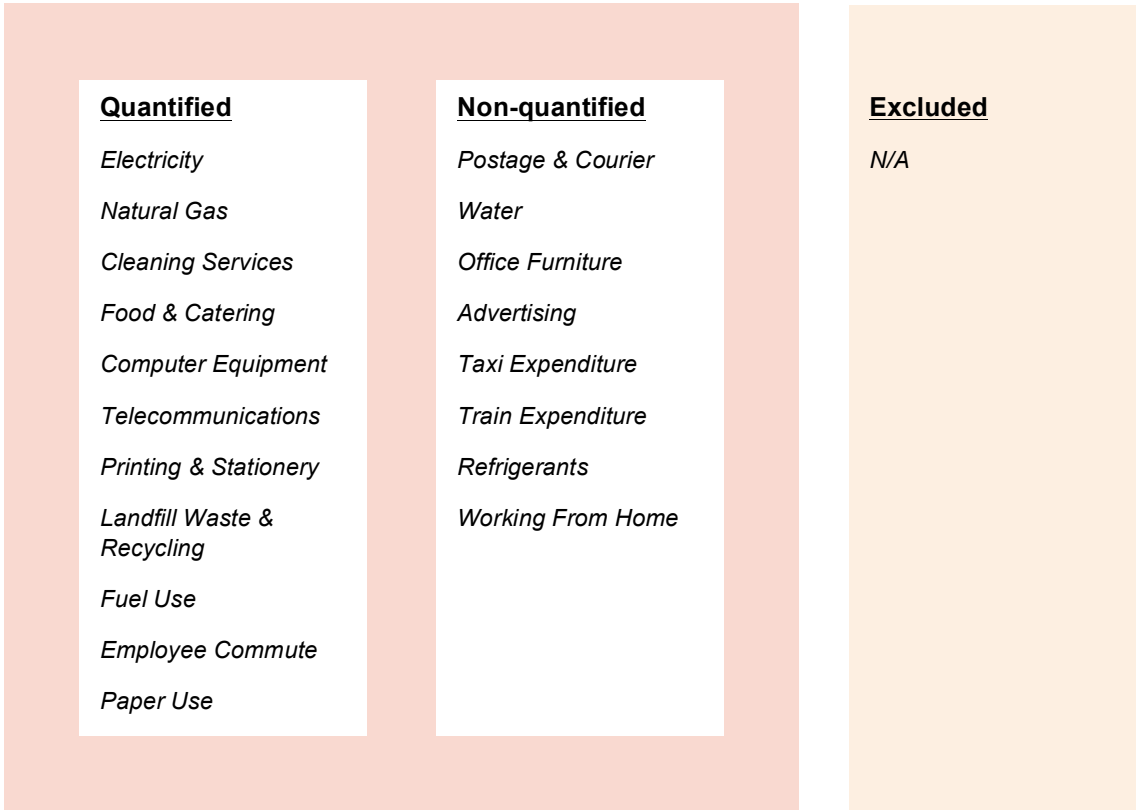 Quantified
Electricity
Natural Gas
Cleaning Services
Food & Catering
Computer Equipment
Telecommunications
Printing & Stationery
Landfill Waste &
Recycling
Fuel Use
Employee Commute
Paper Use
Non-quantified
Postage & Courier
Water
Office Furniture
Advertising
Taxi Expenditure
Train Expenditure
Refrigerants
Working From Home
Excluded
N/A